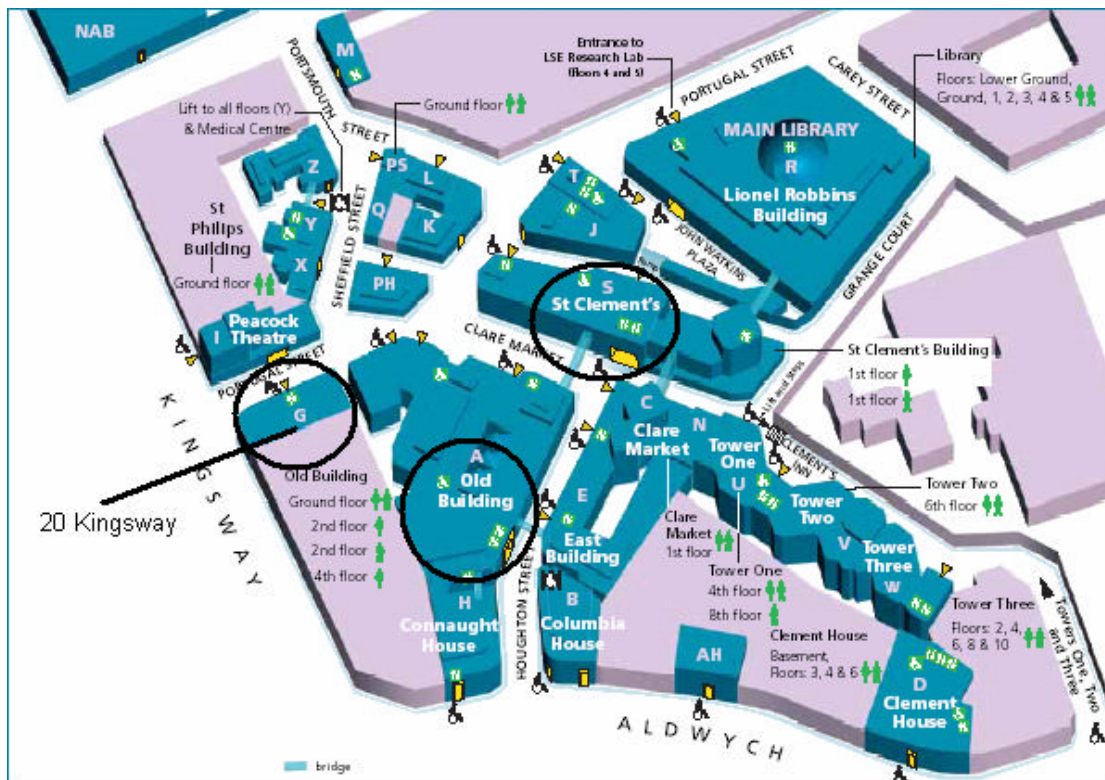 NAB
M
PORTSMOUTH
STREET
Entrance to
LSE Research Lab
(floors 4 and 5)
PORTUGAL STREET
CAREY STREET
Library
Floors: Lower Ground,
Ground, 1, 2, 3, 4 & 5
Ground floor
Lift to all floors (Y)
& Medical Centre
MAIN LIBRARY
R
Lionel Robbins
Building
Z
PS
L
Q
K
T
J
Y
X
St
Philips
Building
Ground floor
SHEFFIELD STREET
PH
JOHN WATKINS
PLAZA
GRANGE COURT
S
St Clement's
I
Peacock
Theatre
PORTUGAL STREET
CLARE MARKET
St Clement's Building
1st floor
1st floor
Lift and Steps
KINGSWAY
G
20 Kingsway
C
Clare
Market
N
Tower
One
U
ST CLEMENT'S
INN
A
Old
Building
Old Building
Ground floor
2nd floor
2nd floor
4th floor
Tower Two
6th floor
Tower
Two
V
E
East
Building
Clare
Market
1st floor
Tower
Three
W
Tower One
4th floor
8th floor
H
Connaught
House
HOUGHTON STREET
B
Columbia
House
Tower Three
Floors: 2, 4,
6, 8 & 10
Clement House
Basement,
Floors: 3, 4 & 6
AH
D
Clement
House
Towers One, Two
and Three
ALDWYCH
bridge